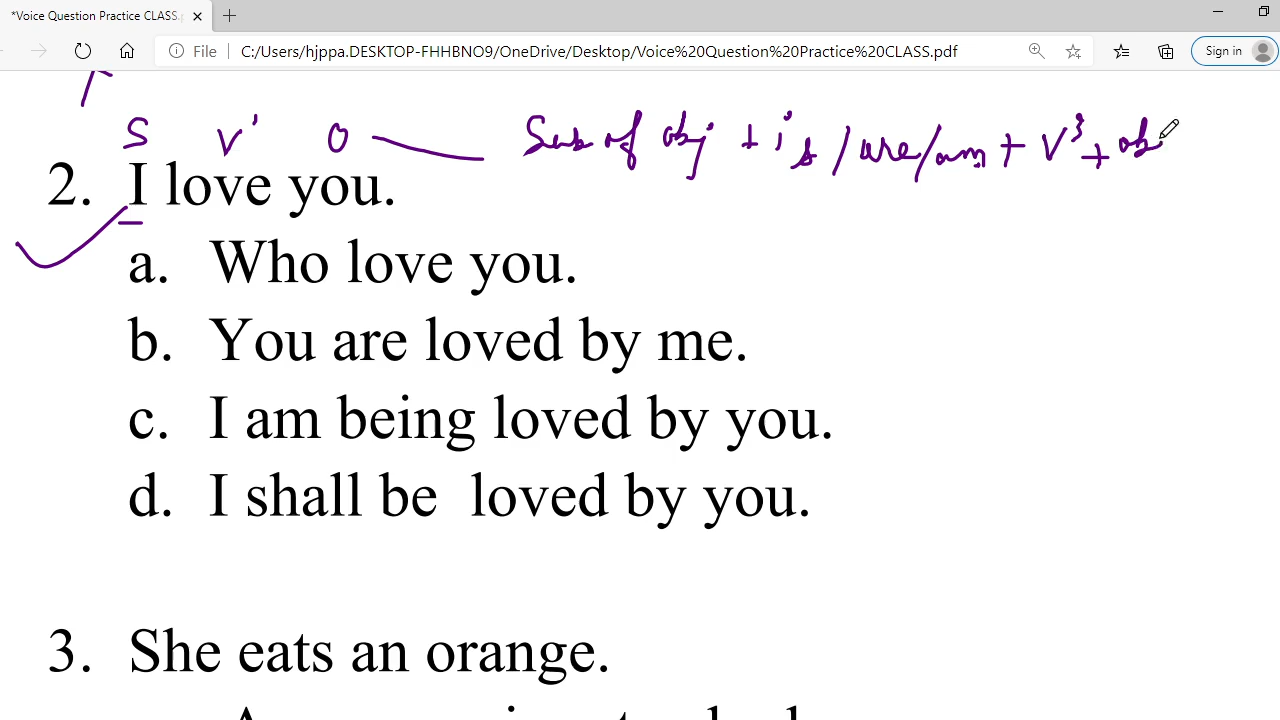 *Voice Question Practice CLASS.p
File C:/Users/hjppa.DESKTOP-FHHBNO9/OneDrive/Desktop/Voice%20Question%20Practice%20CLASS.pdf Sign in
S V¹ O Sub of obj + is/are/am + V³ + ob
2. I love you.
a. Who love you.
b. You are loved by me.
c. I am being loved by you.
d. I shall be loved by you.
3. She eats an orange.